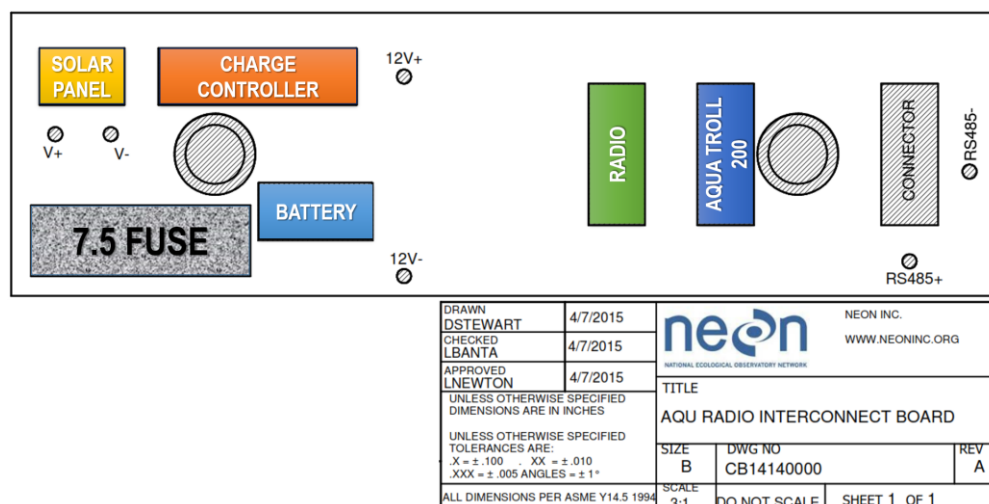 SOLAR
PANEL
CHARGE
CONTROLLER
12V+
V+
V-
BATTERY
7.5 FUSE
12V-
RADIO
AQUA TROLL
200
CONNECTOR
RS485-
RS485+
DRAWN
DSTEWART
4/7/2015
CHECKED
LBANTA
4/7/2015
APPROVED
LNEWTON
4/7/2015
UNLESS OTHERWISE SPECIFIED
DIMENSIONS ARE IN INCHES
UNLESS OTHERWISE SPECIFIED
TOLERANCES ARE:
.X = ± .100 . XX = ± .010
.XXX = ± .005 ANGLES = ± 1°
ALL DIMENSIONS PER ASME Y14.5 1994
neon
NATIONAL ECOLOGICAL OBSERVATORY NETWORK
NEON INC.
WWW.NEONINC.ORG
TITLE
AQU RADIO INTERCONNECT BOARD
SIZE
B
DWG NO
CB14140000
REV
A
SCALE
3:1
DO NOT SCALE
SHEET 1 OF 1